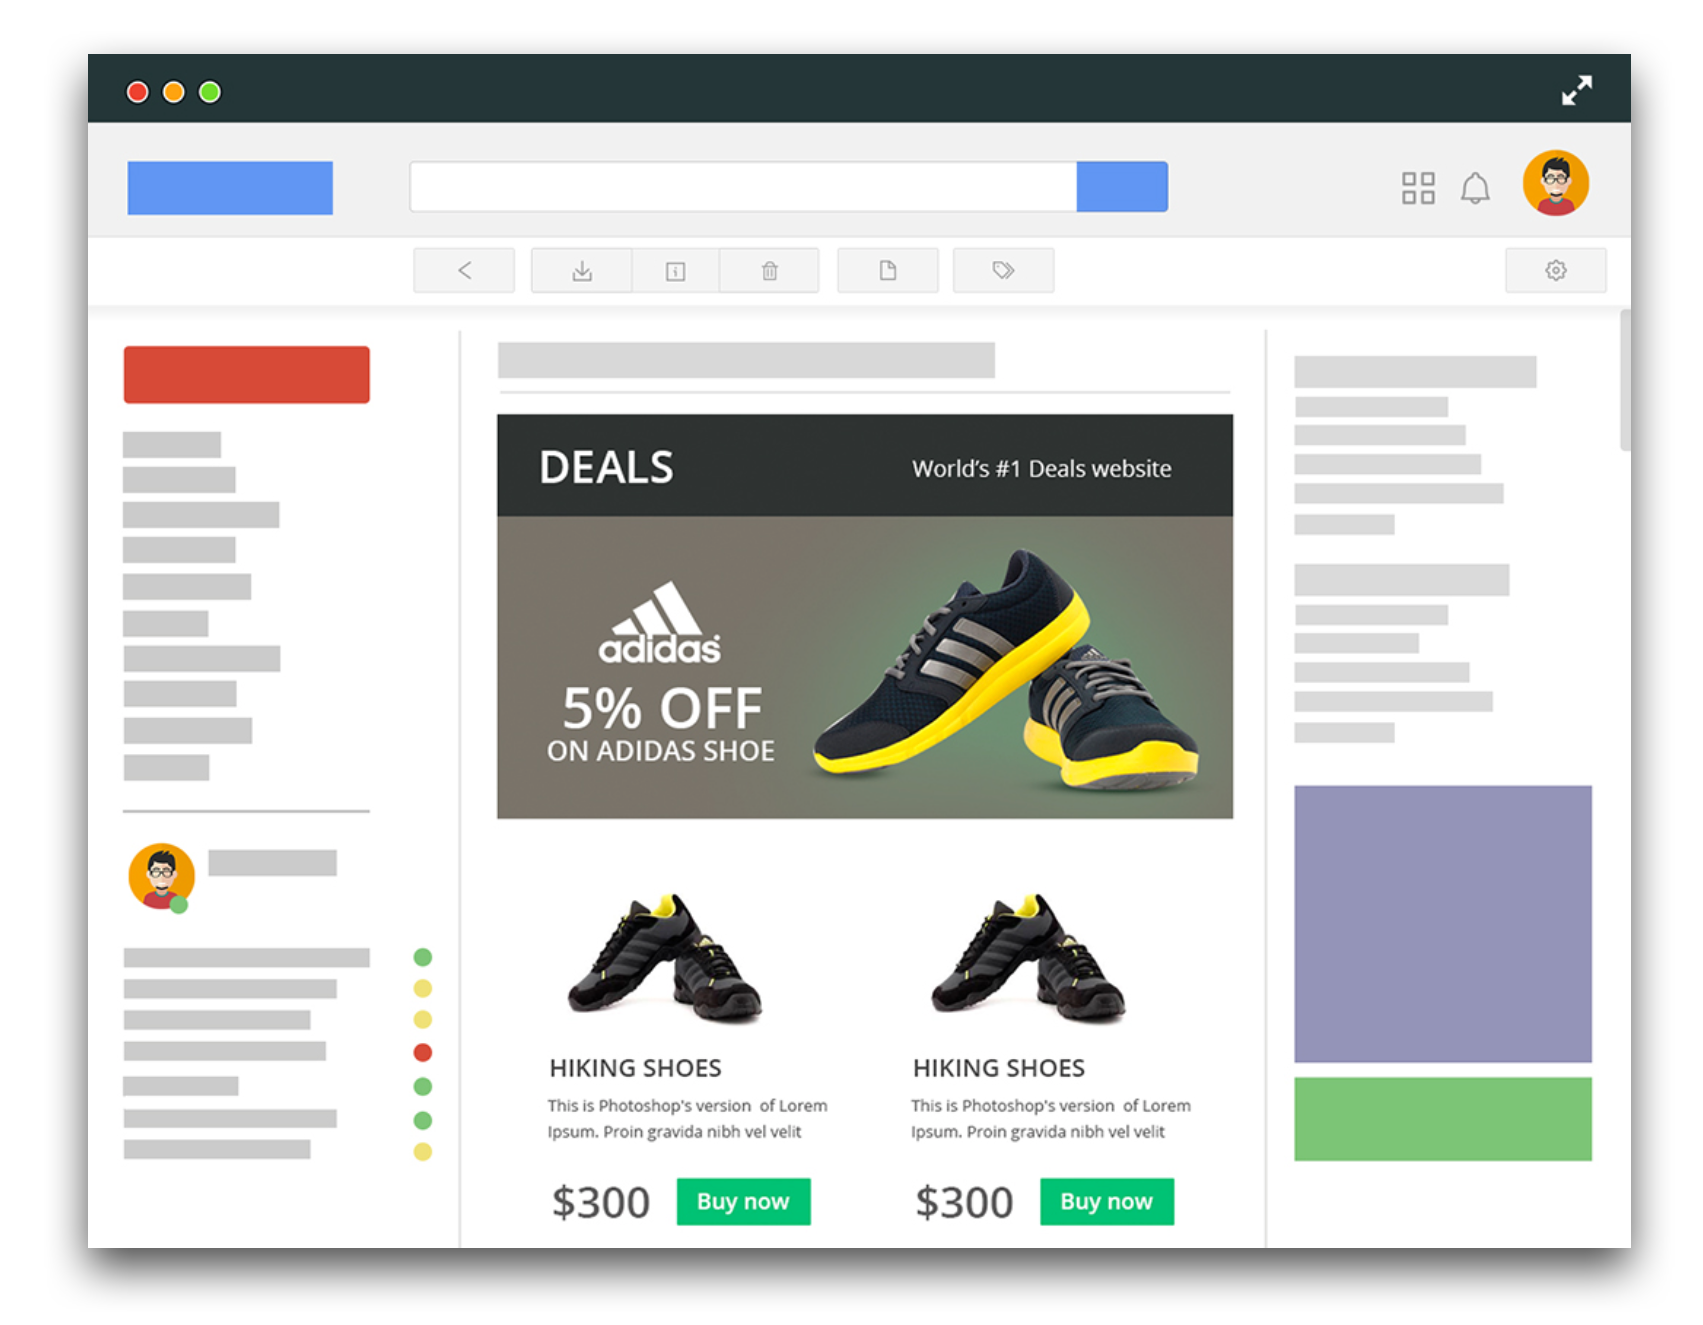 DEALS
World's #1 Deals website
adidas
5% OFF
ON ADIDAS SHOE
HIKING SHOES
This is Photoshop's version of Lorem
Ipsum. Proin gravida nibh vel velit
$300
Buy now
HIKING SHOES
This is Photoshop's version of Lorem
Ipsum. Proin gravida nibh vel velit
$300
Buy now